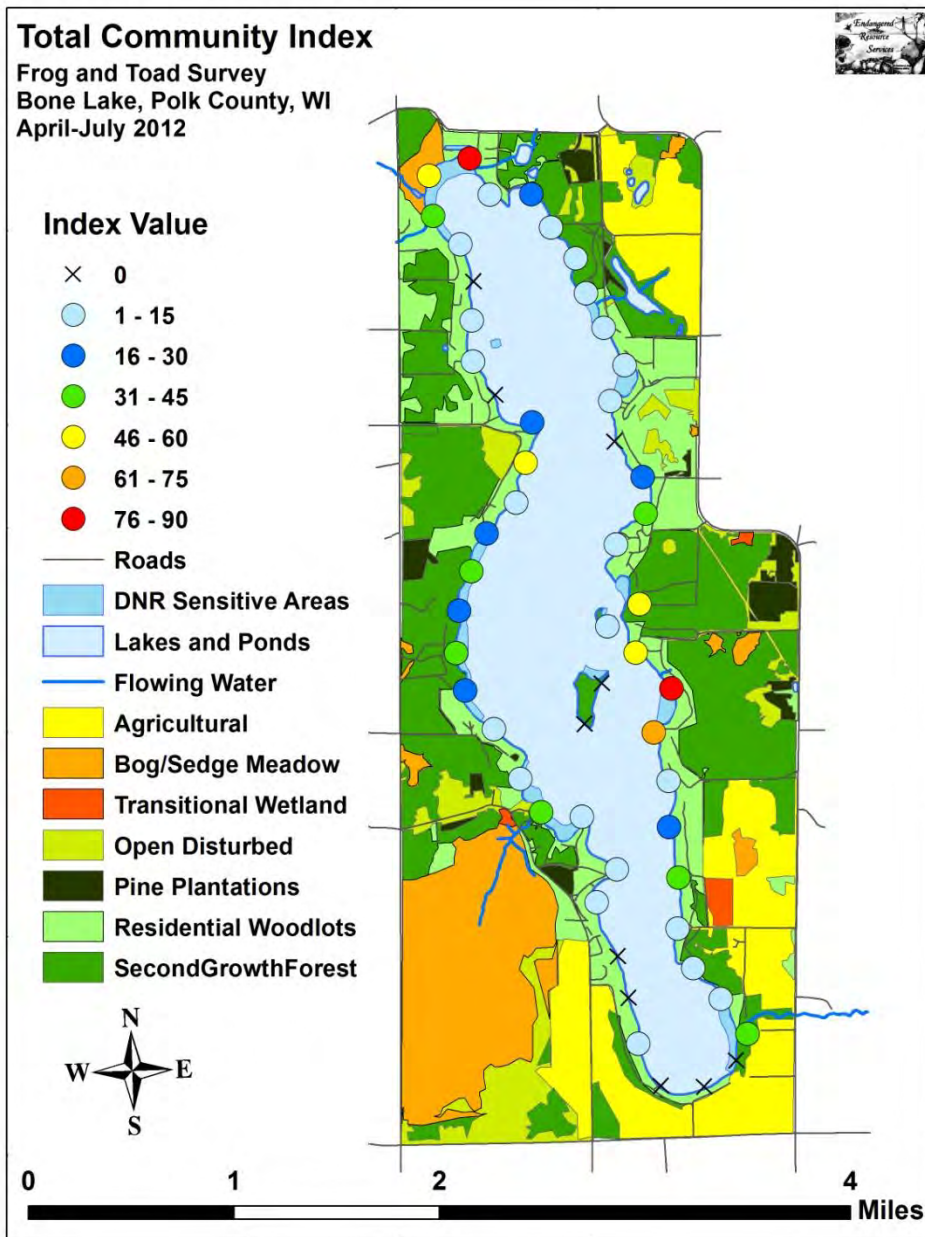 Total Community Index
Frog and Toad Survey
Bone Lake, Polk County, WI
April-July 2012
Endangered
Resource
Services
Index Value
0
1 - 15
16 - 30
31 - 45
46 - 60
61 - 75
76 - 90
Roads
DNR Sensitive Areas
Lakes and Ponds
Flowing Water
Agricultural
Bog/Sedge Meadow
Transitional Wetland
Open Disturbed
Pine Plantations
Residential Woodlots
SecondGrowthForest
N
W E
S
0 1 2 4
Miles